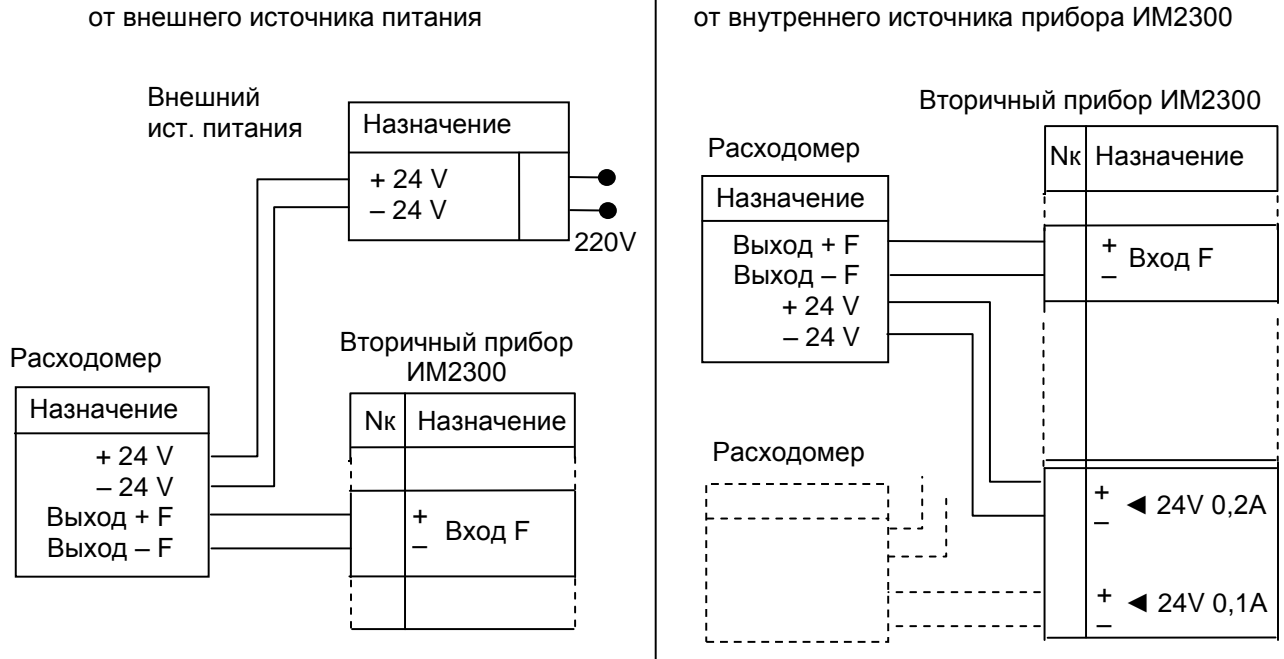 от внешнего источника питания
Внешний
ист. питания
Назначение
+ 24 V
– 24 V
220V
Расходомер
Назначение
+ 24 V
– 24 V
Выход + F
Выход – F
Вторичный прибор
ИМ2300
Nк Назначение
+
–
Вход F
от внутреннего источника прибора ИМ2300
Вторичный прибор ИМ2300
Расходомер
Назначение
Выход + F
Выход – F
+ 24 V
– 24 V
Nк Назначение
+
–
Вход F
Расходомер
+
–
◄ 24V 0,2A
+
–
◄ 24V 0,1A